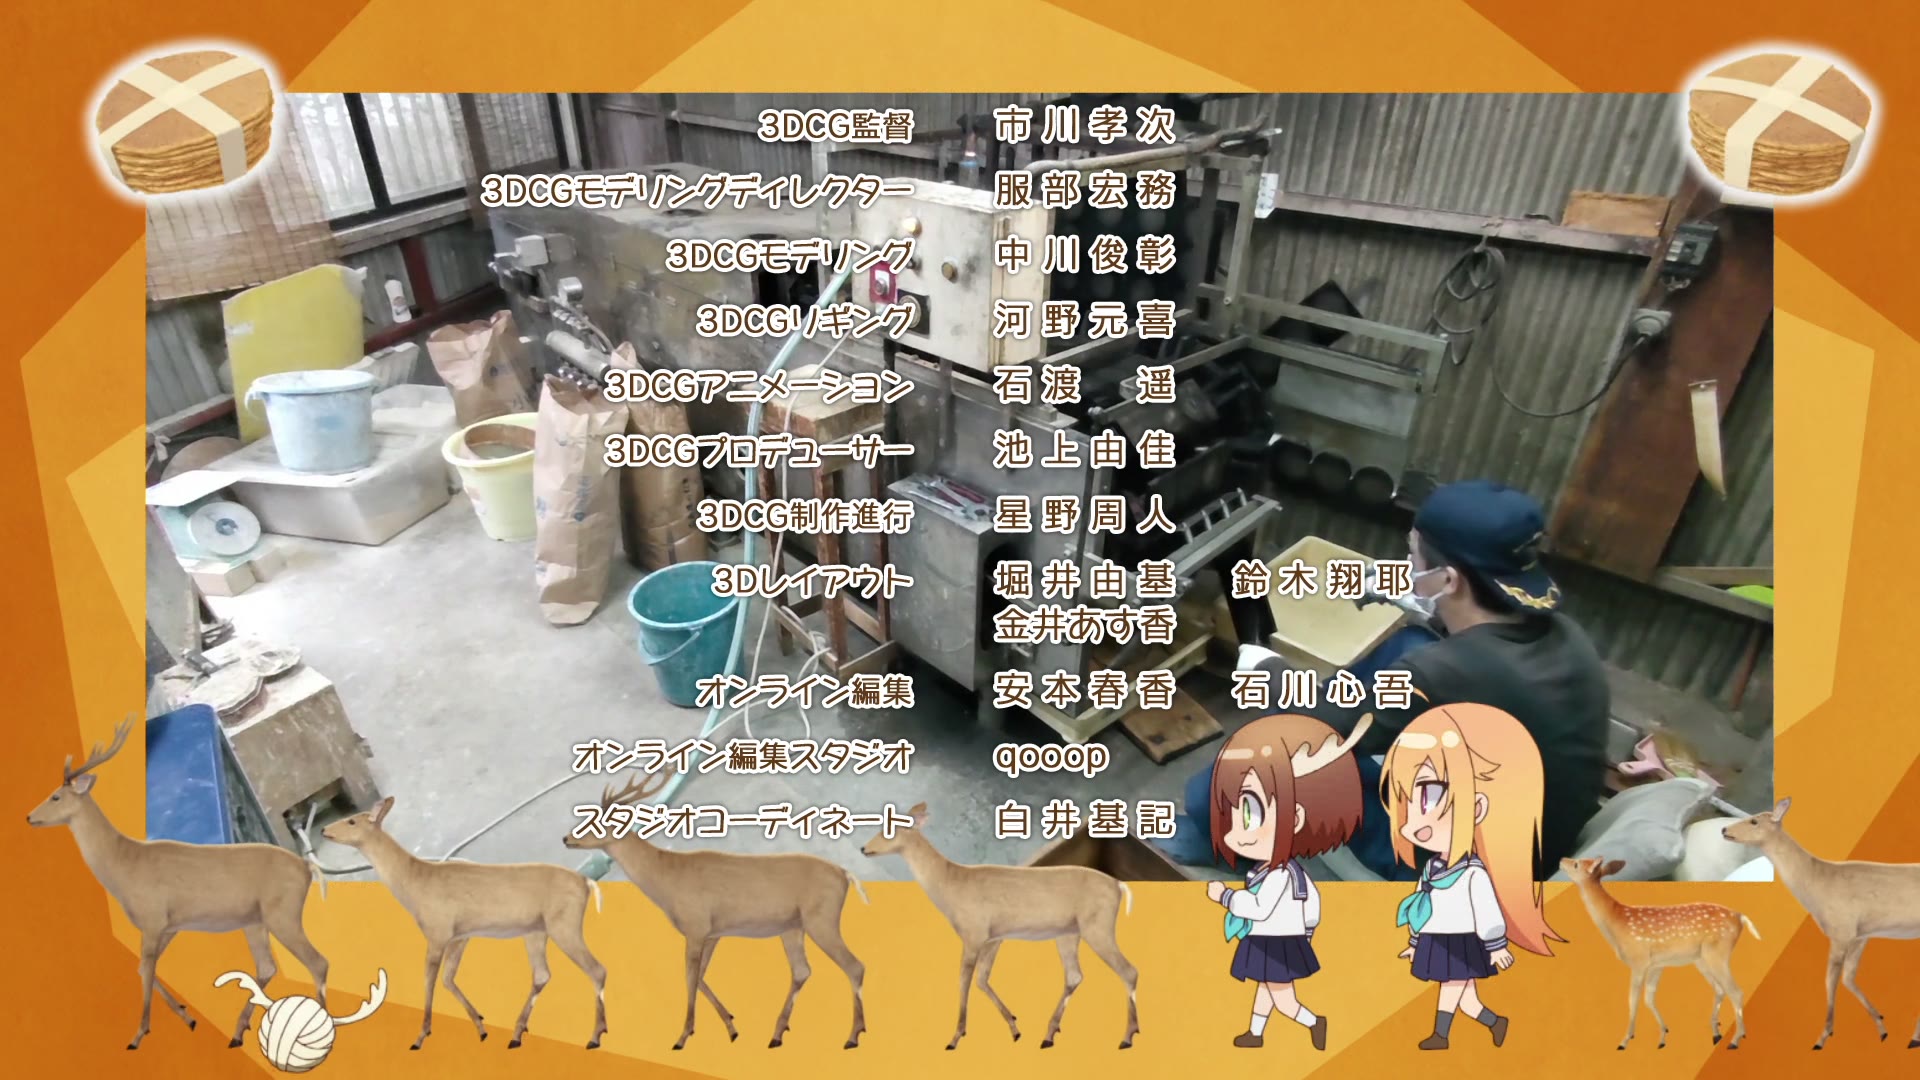 3DCG監督 市川孝次
3DCGモデリングディレクター 服部宏務
3DCGモデリング 中川俊彰
3DCGリギング 河野元喜
3DCGアニメーション 石渡 遥
3DCGプロデューサー 池上由佳
3DCG制作進行 星野周人
3Dレイアウト 堀井由基 鈴木翔耶
金井あす香
オンライン編集 安本春香 石川心吾
オンライン編集スタジオ qooop
スタジオコーディネート 白井基記